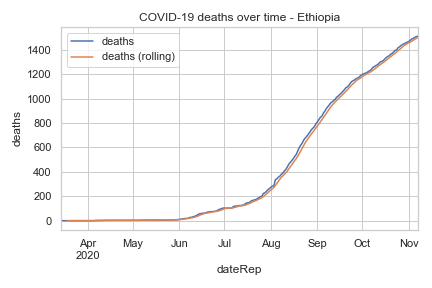 COVID-19 deaths over time - Ethiopia
deaths
deaths (rolling)
deaths
1400
1200
1000
800
600
400
200
0
Apr May Jun Jul Aug Sep Oct Nov
2020
dateRep